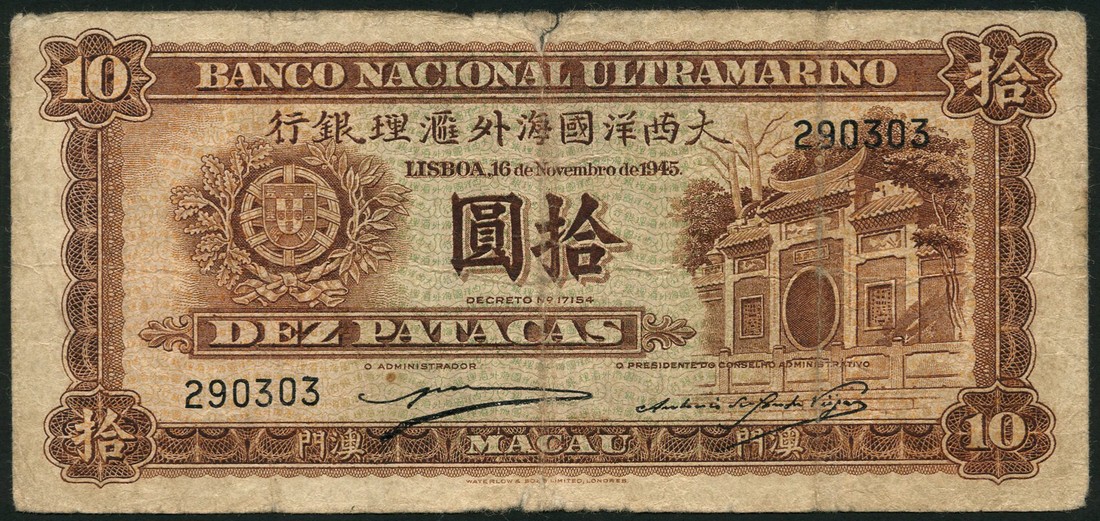 10
BANCO NACIONAL ULTRAMARINO
拾
大西洋國海外滙理銀行
290303
LISBOA, 16 de Novembro de 1945.
拾圓
DECRETO Nº 17154
DEZ PATACAS
O ADMINISTRADOR
O PRESIDENTE DO CONSELHO ADMINISTRATIVO
290303
拾
澳門
MACAU
澳門
10
WATERLOW & SONS LIMITED, LONDRES.